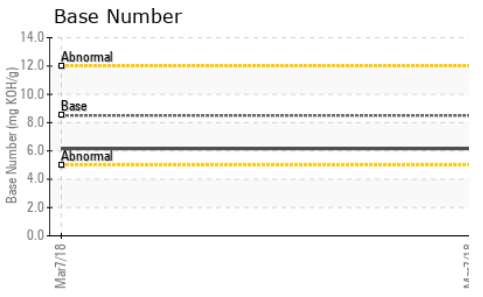 Base Number
14.0
Abnormal
12.0
10.0
Base
8.0
6.0
Abnormal
4.0
2.0
0.0
Base Number (mg KOH/g)
Mar7/18